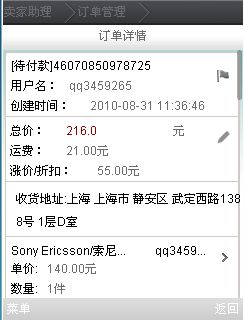 卖家助理 订单管理
订单详情
[待付款]46070850978725
用户名： qq3459265
创建时间： 2010-08-31 11:36:46
总价： 216.0 元
运费： 21.00元
涨价/折扣： 55.00元
收货地址:上海 上海市 静安区 武定西路138
8号 1层D室
Sony Ericsson/索尼... qq3459...
单价: 140.00元
数量: 1件
菜单 返回